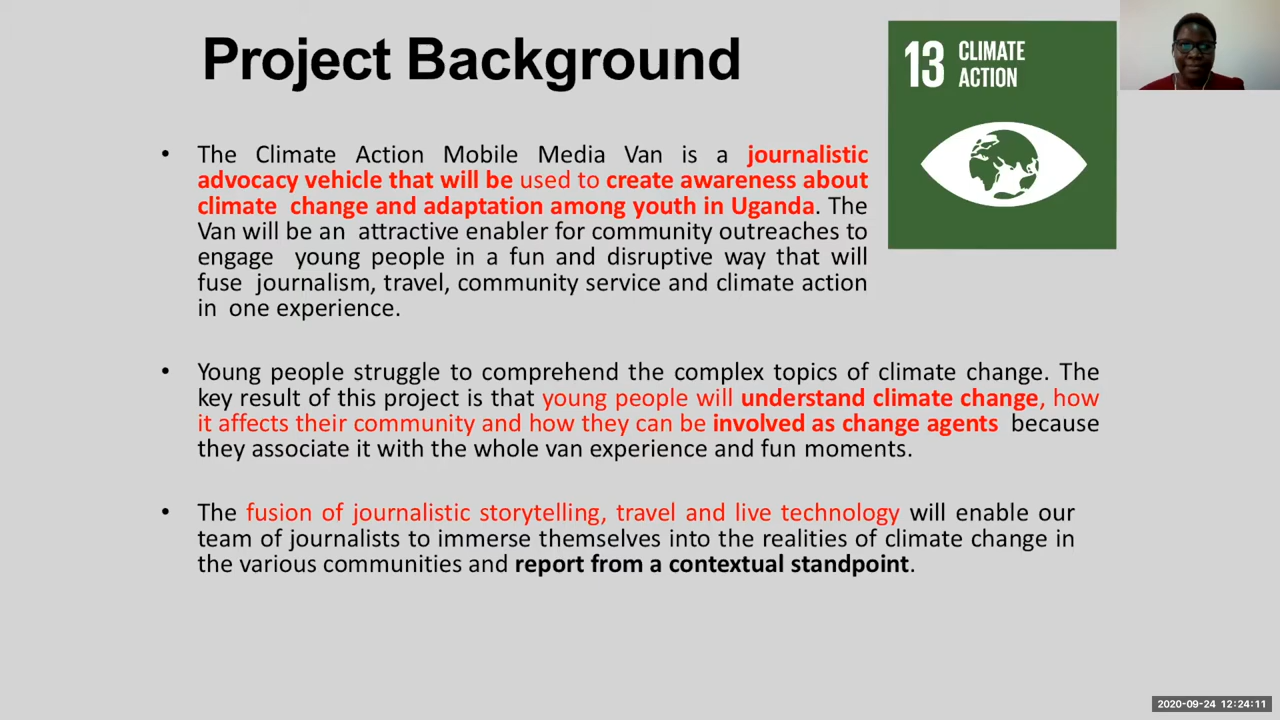 Project Background
13 CLIMATE
ACTION
• The Climate Action Mobile Media Van is a journalistic
advocacy vehicle that will be used to create awareness about
climate change and adaptation among youth in Uganda. The
Van will be an attractive enabler for community outreaches to
engage young people in a fun and disruptive way that will
fuse journalism, travel, community service and climate action
in one experience.
• Young people struggle to comprehend the complex topics of climate change. The
key result of this project is that young people will understand climate change, how
it affects their community and how they can be involved as change agents because
they associate it with the whole van experience and fun moments.
• The fusion of journalistic storytelling, travel and live technology will enable our
team of journalists to immerse themselves into the realities of climate change in
the various communities and report from a contextual standpoint.
2020-09-24 12:24:11